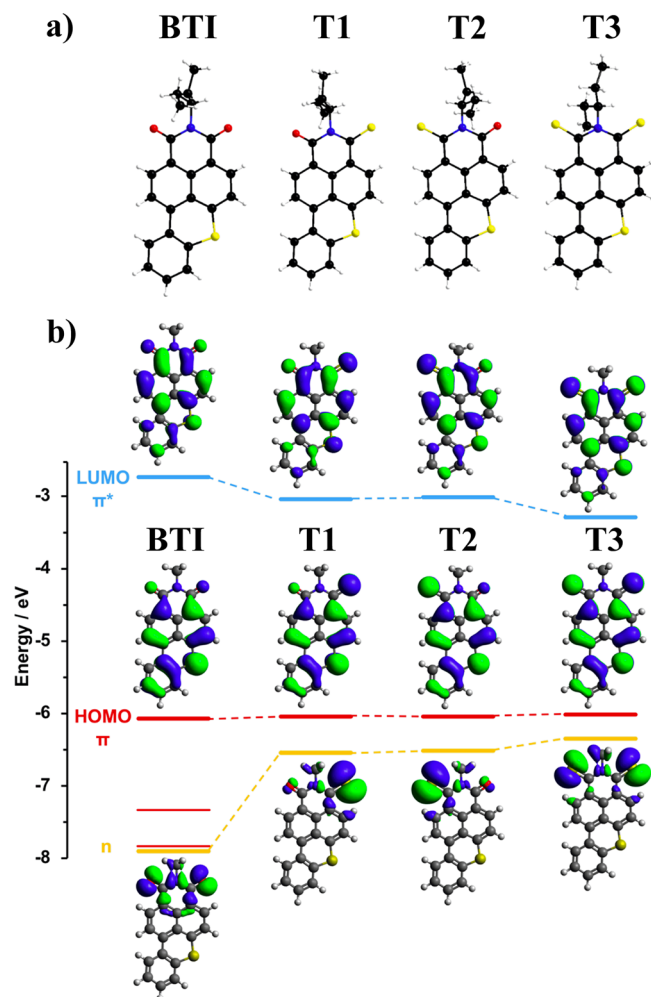 a)
BTI T1 T2 T3
b)
LUMO
π*
-3
BTI T1 T2 T3
-4
Energy / eV
-5
-6
HOMO
π
-7
n
-8